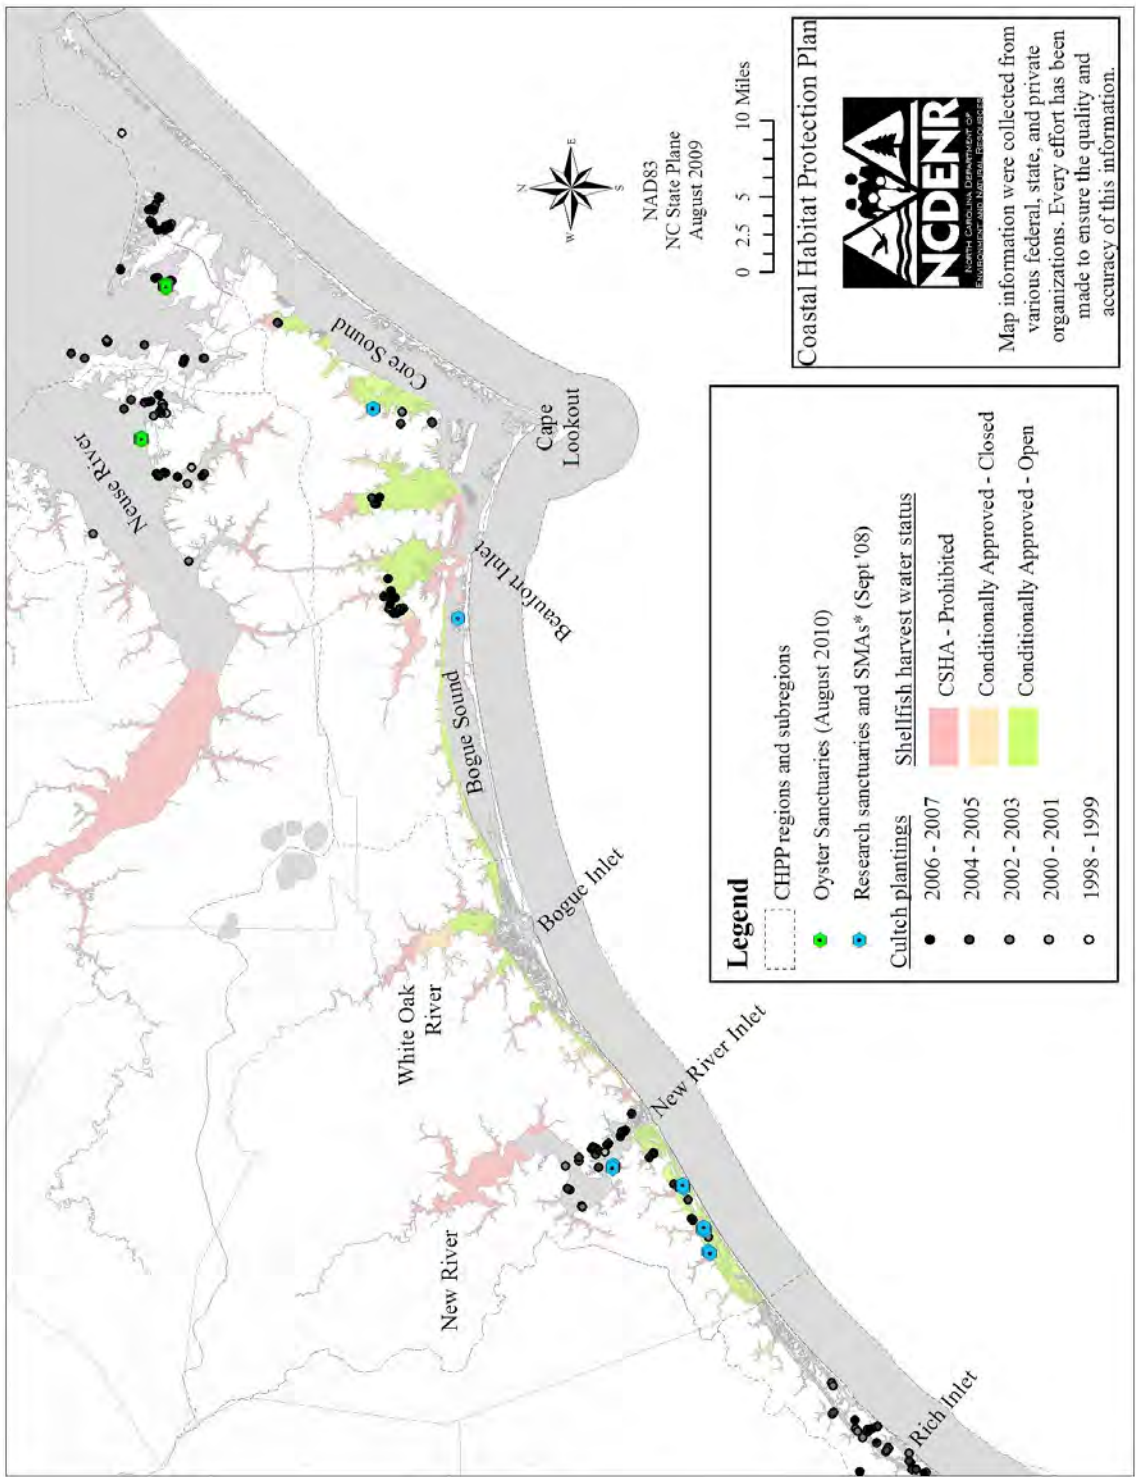 Neuse River
Core Sound
Cape
Lookout
Beaufort Inlet
Bogue Sound
Bogue Inlet
White Oak
River
New River Inlet
New River
Rich Inlet
N
W
E
S
NAD83
NC State Plane
August 2009
0 2.5 5 10 Miles
Legend
CHPP regions and subregions
Oyster Sanctuaries (August 2010)
Research sanctuaries and SMAs* (Sept '08)
Cultch plantings
2006 - 2007
2004 - 2005
2002 - 2003
2000 - 2001
1998 - 1999
Shellfish harvest water status
CSHA - Prohibited
Conditionally Approved - Closed
Conditionally Approved - Open
Coastal Habitat Protection Plan
NCDENR
NORTH CAROLINA DEPARTMENT OF
ENVIRONMENT AND NATURAL RESOURCES
Map information were collected from
various federal, state, and private
organizations. Every effort has been
made to ensure the quality and
accuracy of this information.